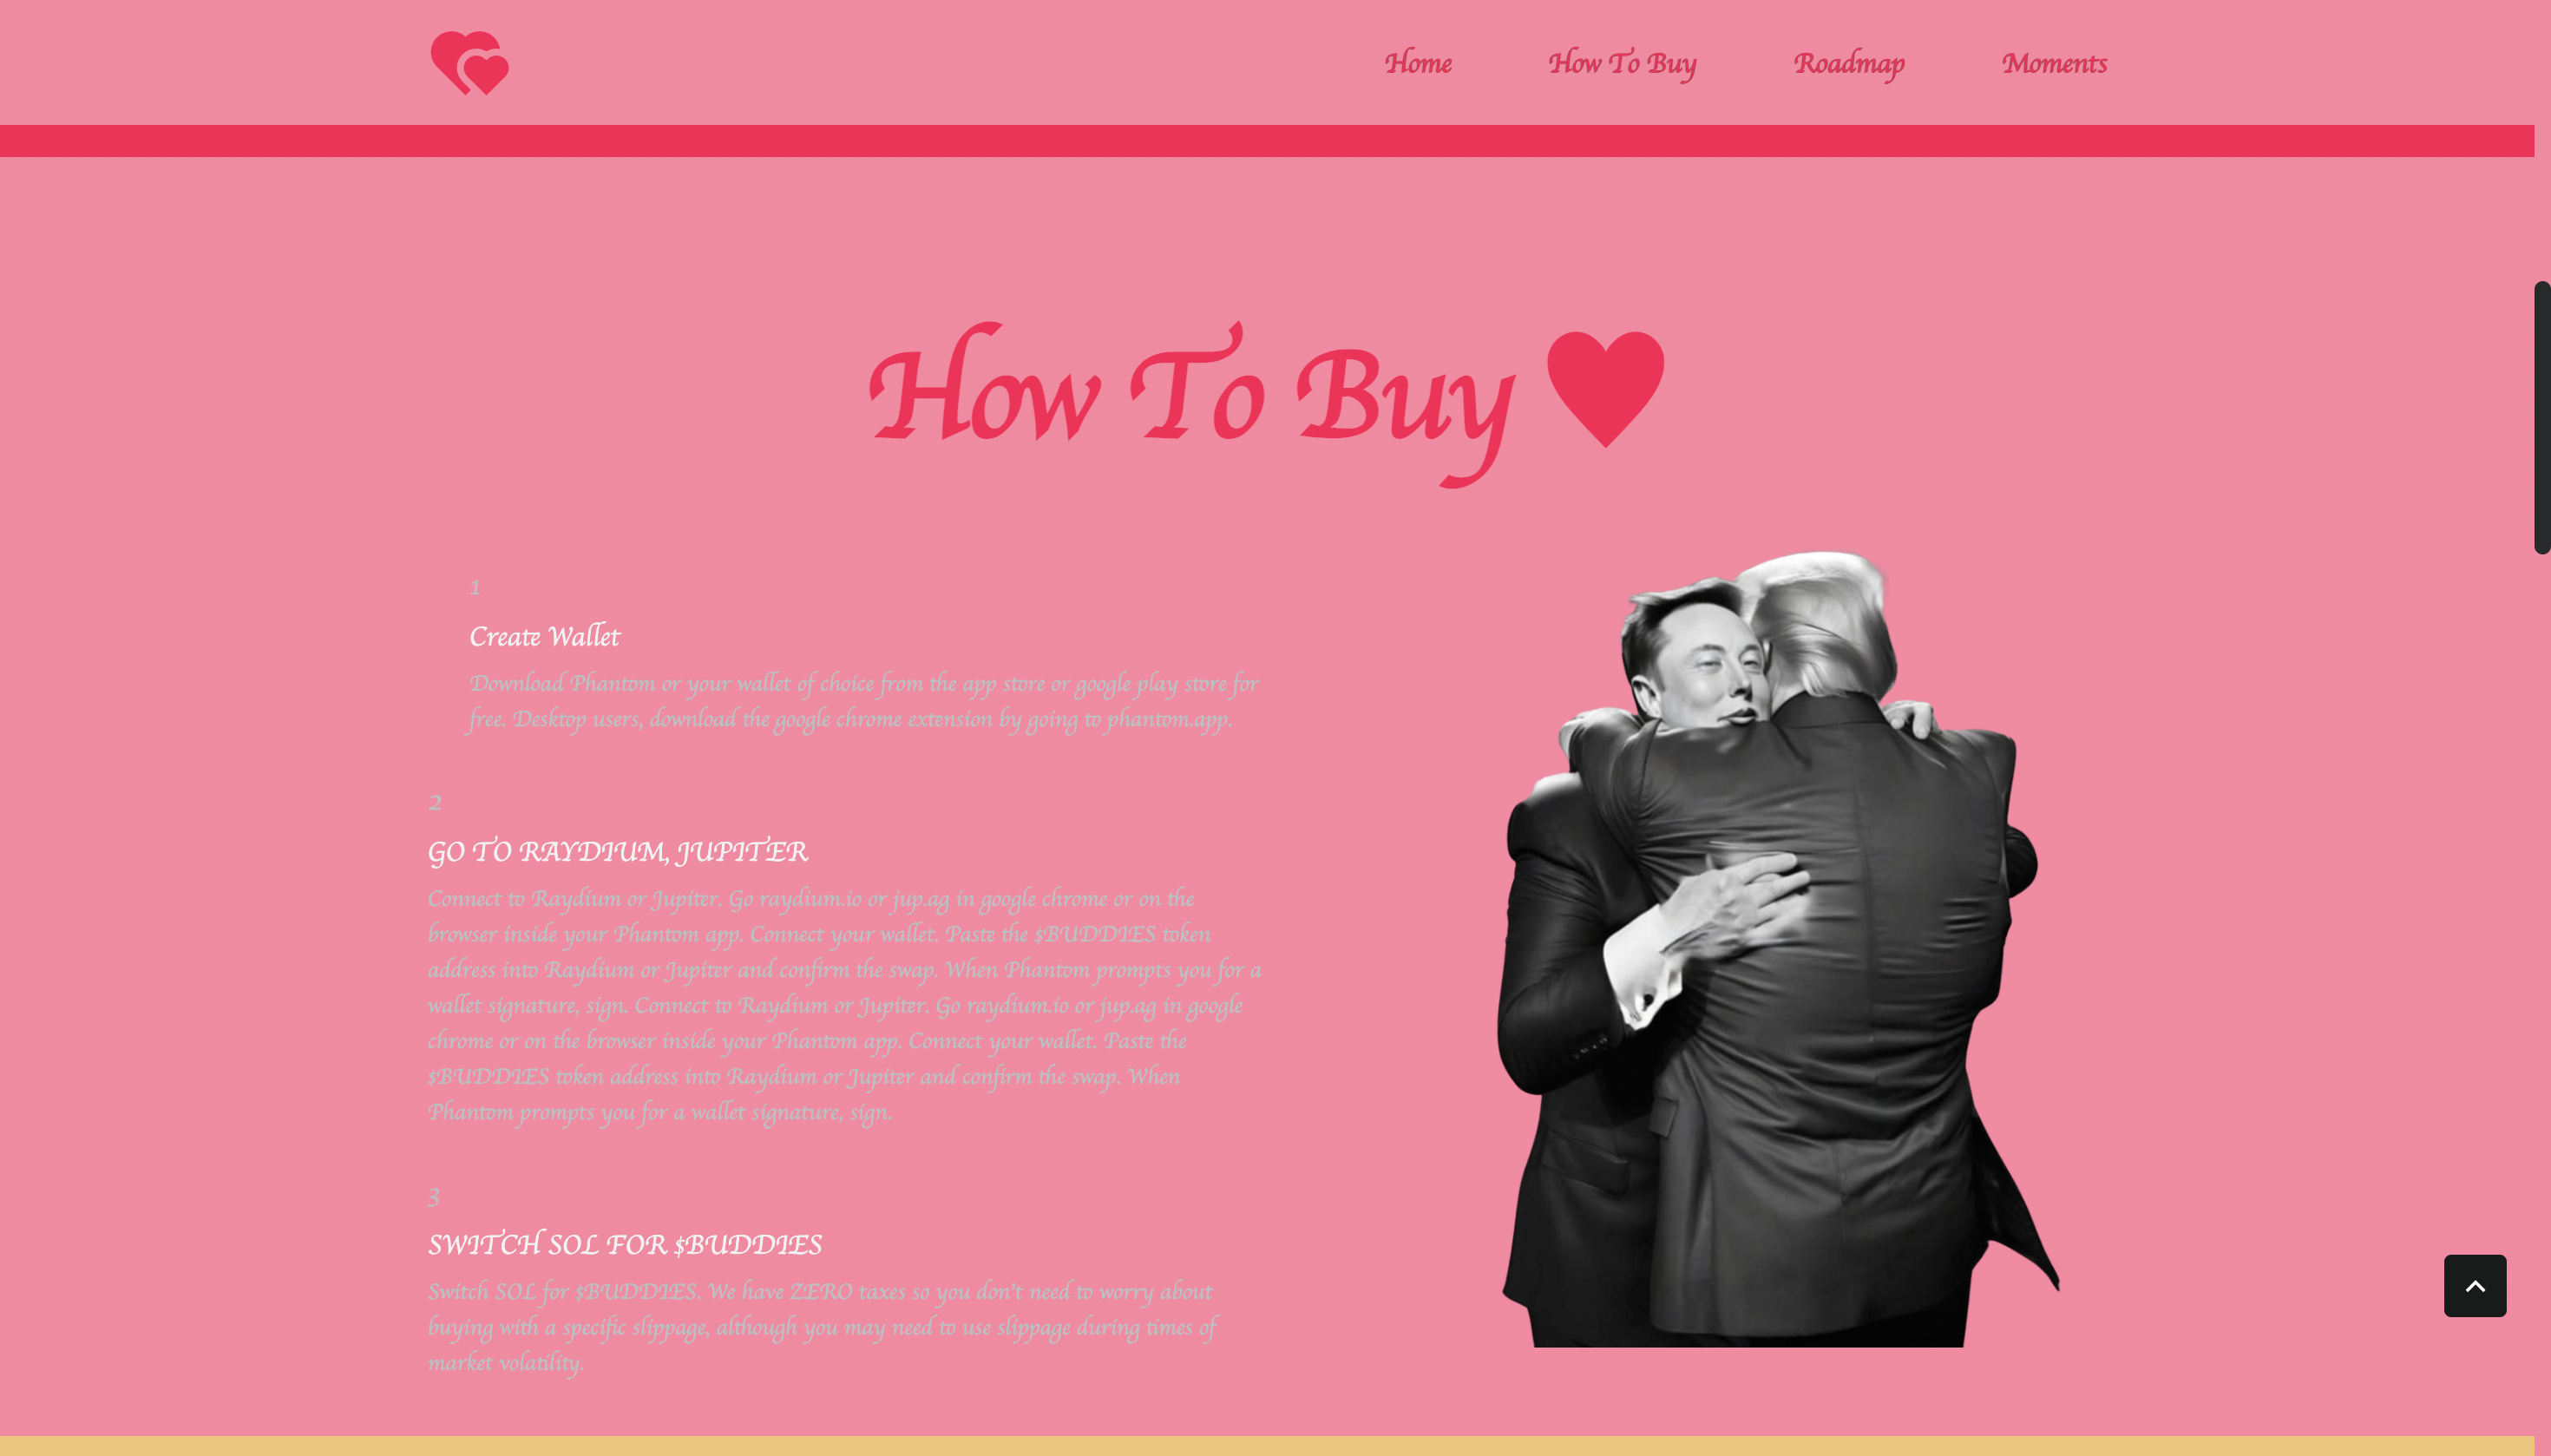 Home
How To Buy
Roadmap
Moments
How To Buy
1
Create Wallet
Download Phantom or your wallet of choice from the app store or google play store for
free. Desktop users, download the google chrome extension by going to phantom.app.
2
GO TO RAYDIUM, JUPITER
Connect to Raydium or Jupiter. Go raydium.io or jup.ag in google chrome or on the
browser inside your Phantom app. Connect your wallet. Paste the $BUDDIES token
address into Raydium or Jupiter and confirm the swap. When Phantom prompts you for a
wallet signature, sign. Connect to Raydium or Jupiter. Go raydium.io or jup.ag in google
chrome or on the browser inside your Phantom app. Connect your wallet. Paste the
$BUDDIES token address into Raydium or Jupiter and confirm the swap. When
Phantom prompts you for a wallet signature, sign.
3
SWITCH SOL FOR $BUDDIES
Switch SOL for $BUDDIES. We have ZERO taxes so you don't need to worry about
buying with a specific slippage, although you may need to use slippage during times of
market volatility.